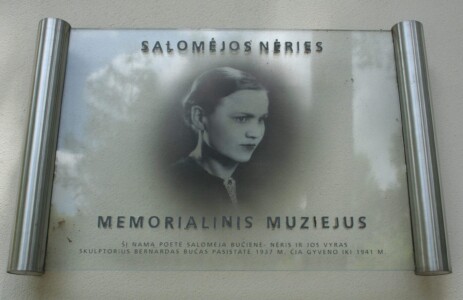 SALOMĖJOS NĖRIES
MEMORIALINIS MUZIEJUS
ŠĮ NAMĄ POETĖ SALOMĖJA BUČIENĖ- NĖRIS IR JOS VYRAS
SKULPTORIUS BERNARDAS BUČAS PASISTATĖ 1937 M. ČIA GYVENO IKI 1941 M.